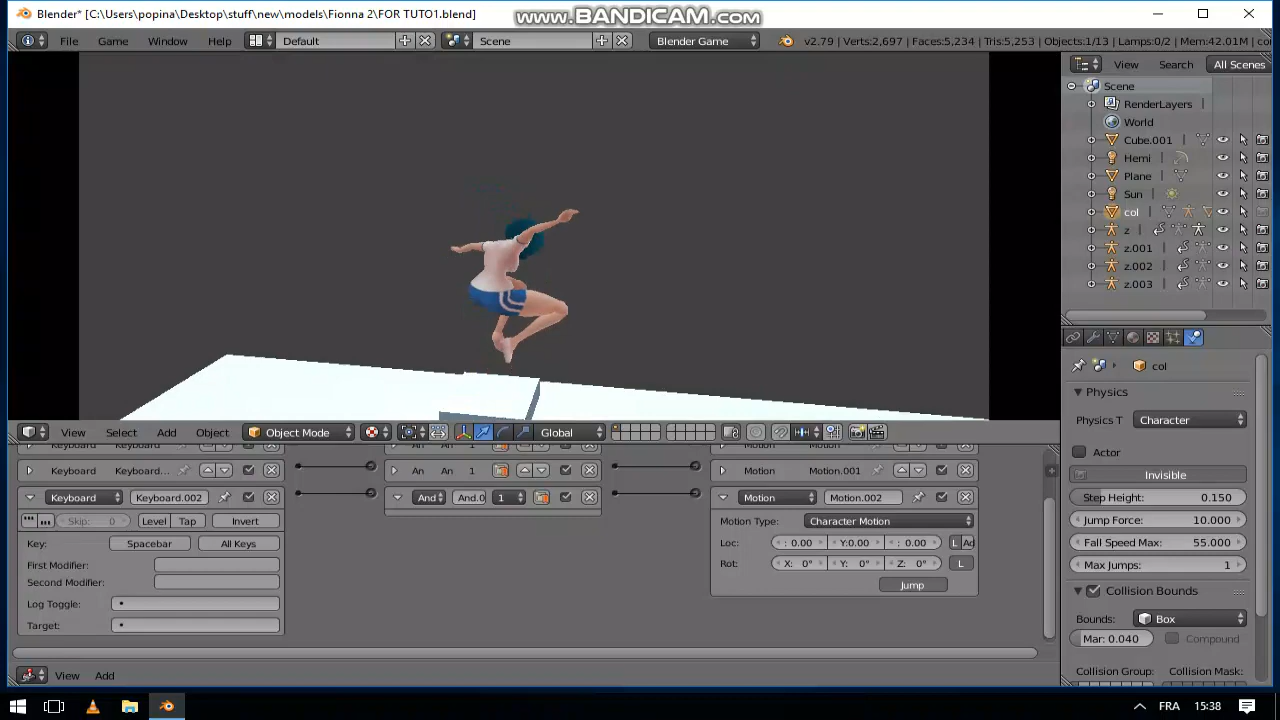 Blender* [C:\Users\popina\Desktop\stuff\new\models\Fionna 2\FOR TUTO1.blend]
www.BANDICAM.com
File Game Window Help Default Scene Blender Game v2.79 | Verts:2,697 | Faces:5,234 | Tris:5,253 | Objects:1/13 | Lamps:0/2 | Mem:42.01M | co
View Search All Scenes
Scene
RenderLayers
World
Cube.001
Hemi
Plane
Sun
col
z
z.001
z.002
z.003
col
Physics
Physics T Character
Actor
Invisible
Step Height: 0.150
Jump Force: 10.000
Fall Speed Max: 55.000
Max Jumps: 1
Collision Bounds
Bounds: Box
Mar: 0.040 Compound
Collision Group: Collision Mask:
View Select Add Object Object Mode Global
Keyboard Keyboard... An An 1 Motion Motion.001
Keyboard Keyboard.002 And And.0 1 Motion Motion.002
Skip: 0 Level Tap Invert
Key: Spacebar All Keys
First Modifier:
Second Modifier:
Log Toggle:
Target:
Motion Type: Character Motion
Loc: : 0.00 Y:0.00 : 0.00 L Ad
Rot: X: 0° Y: 0° Z: 0° L
Jump
View Add
FRA 15:38